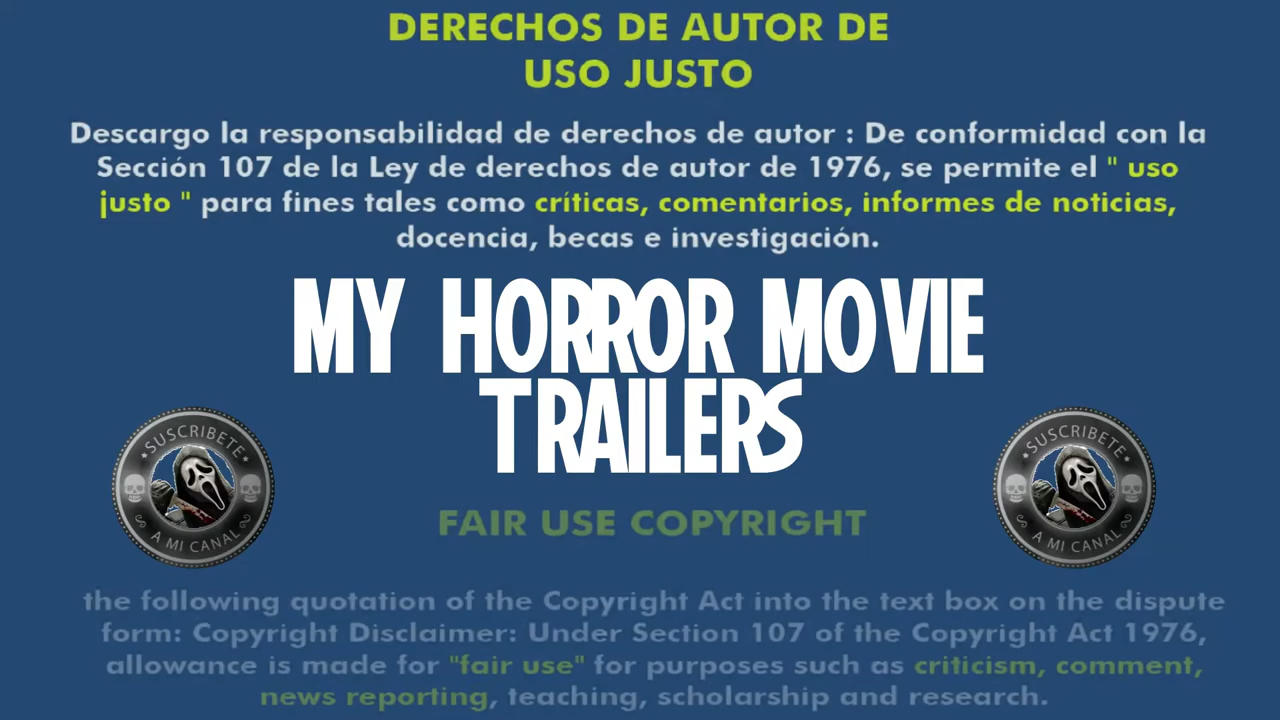 DERECHOS DE AUTOR DE
USO JUSTO
Descargo la responsabilidad de derechos de autor : De conformidad con la
Sección 107 de la Ley de derechos de autor de 1976, se permite el " uso
justo " para fines tales como críticas, comentarios, informes de noticias,
docencia, becas e investigación.
MY HORROR MOVIE
TRAILERS
SUSCRIBETE
A MI CANAL
SUSCRIBETE
A MI CANAL
FAIR USE COPYRIGHT
the following quotation of the Copyright Act into the text box on the dispute
form: Copyright Disclaimer: Under Section 107 of the Copyright Act 1976,
allowance is made for "fair use" for purposes such as criticism, comment,
news reporting, teaching, scholarship and research.